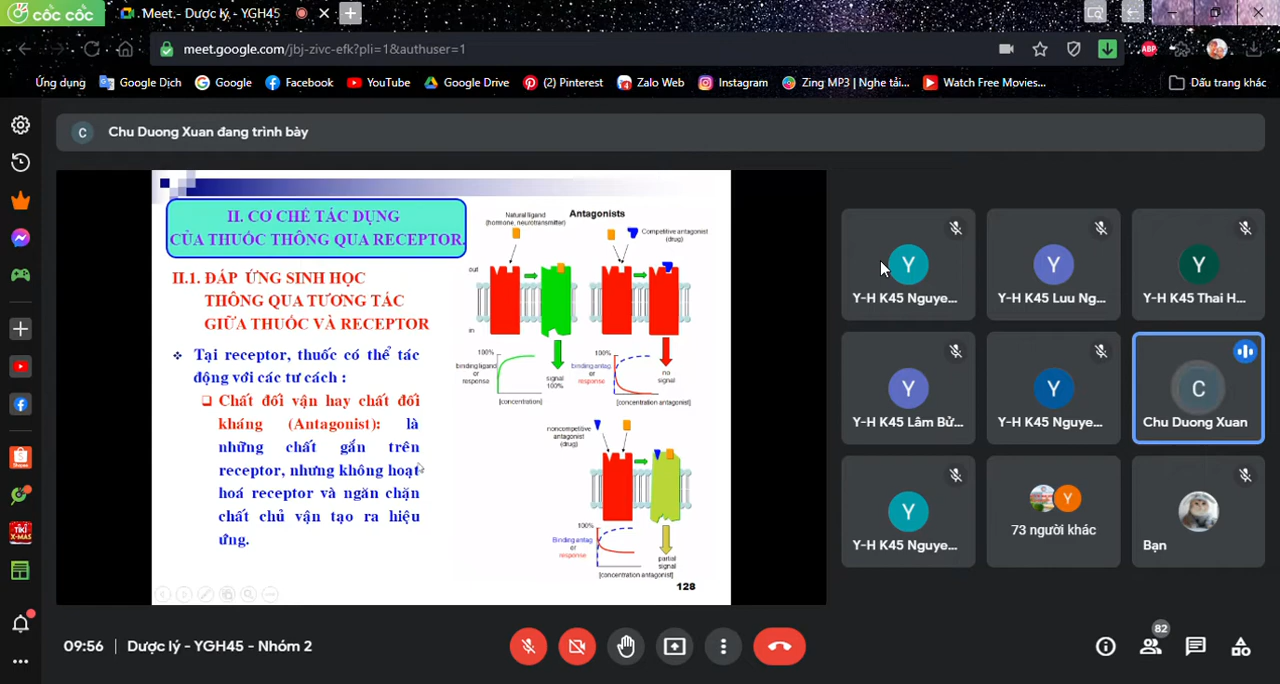 cốc cốc
Meet - Dược lý - YGH45
meet.google.com/jbj-zivc-efk?pli=1&authuser=1
ABP
Ứng dụng
Google Dịch
Google
Facebook
YouTube
Google Drive
(2) Pinterest
Zalo Web
Instagram
Zing MP3 | Nghe tải...
Watch Free Movies...
Dấu trang khác
C
Chu Duong Xuan đang trình bày
II. CƠ CHẾ TÁC DỤNG
CỦA THUỐC THÔNG QUA RECEPTOR.
II.1. ĐÁP ỨNG SINH HỌC
THÔNG QUA TƯƠNG TÁC
GIỮA THUỐC VÀ RECEPTOR
Tại receptor, thuốc có thể tác
động với các tư cách :
Chất đối vận hay chất đối
kháng (Antagonist): là
những chất gắn trên
receptor, nhưng không hoạt
hoá receptor và ngăn chặn
chất chủ vận tạo ra hiệu
ứng.
Antagonists
Natural ligand
(hormone, neurotransmitter)
Competitive antagonist
(drug)
out
in
100%
binding ligand
or
response
[concentration]
signal
100%
100%
binding antag
or
response
[concentration antagonist]
no
signal
noncompetitive
antagonist
(drug)
100%
Binding antag
or
response
[concentration antagonist]
partial
signal
128
Y
Y-H K45 Nguye...
Y
Y-H K45 Luu Ng...
Y
Y-H K45 Thai H...
Y
Y-H K45 Lâm Bử...
Y
Y-H K45 Nguye...
C
Chu Duong Xuan
Y
Y-H K45 Nguye...
Y
73 người khác
Bạn
Shopee
TIKI
X-MAS
09:56
Dược lý - YGH45 - Nhóm 2
82